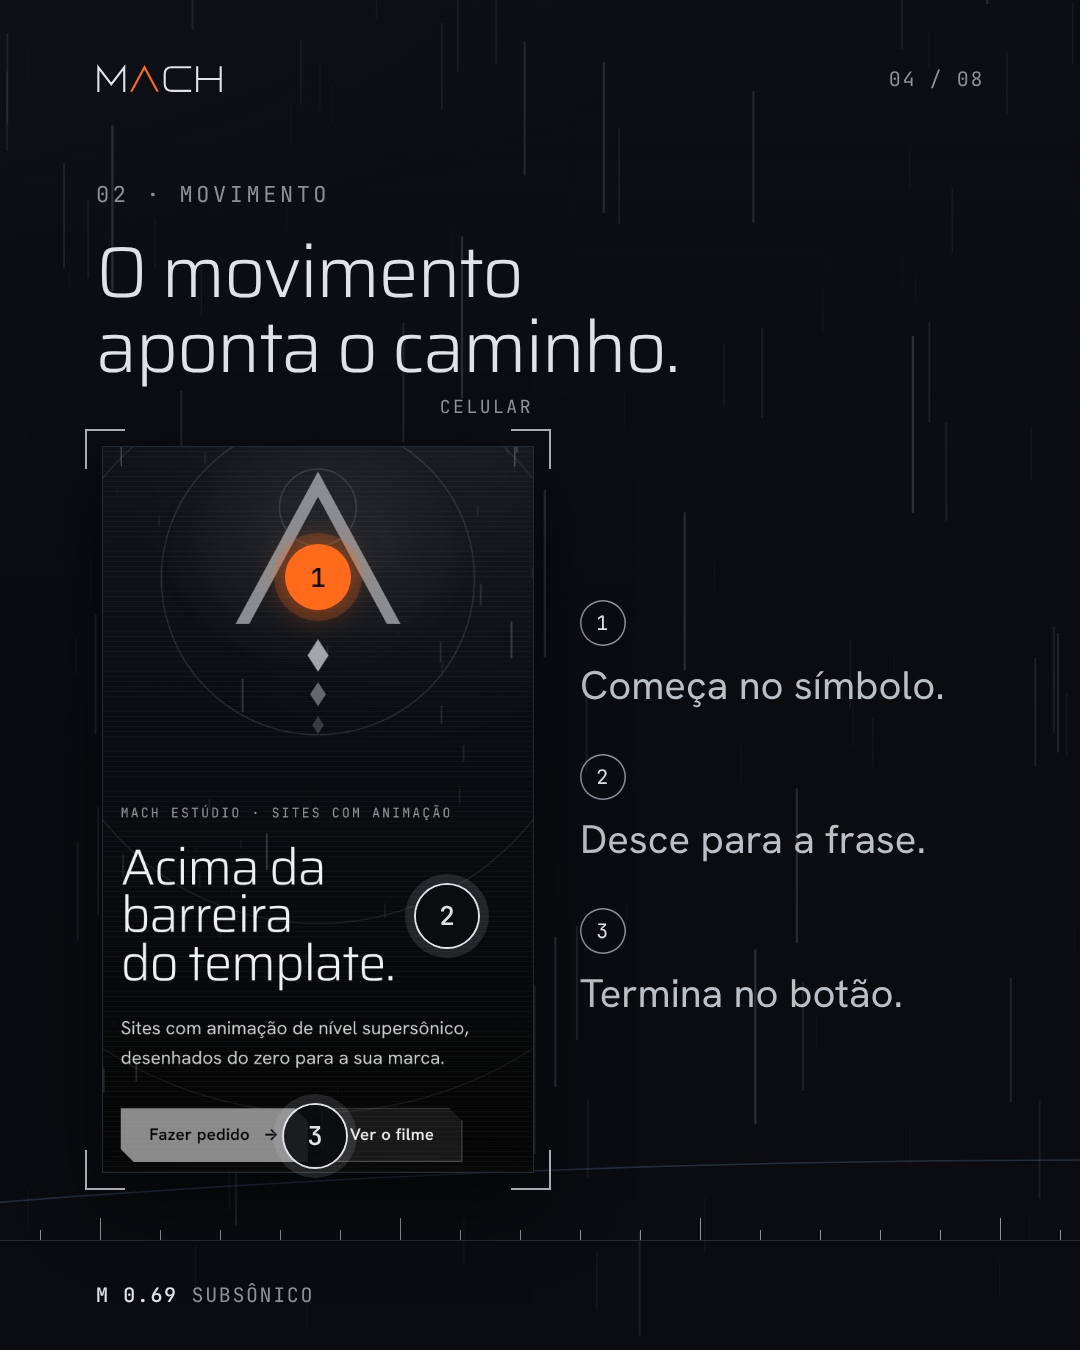 MACH
04 / 08
02 · MOVIMENTO
O movimento
aponta o caminho.
CELULAR
1
MACH ESTÚDIO · SITES COM ANIMAÇÃO
Acima da
barreira
do template.
2
Sites com animação de nível supersônico,
desenhados do zero para a sua marca.
Fazer pedido →
3
Ver o filme
1
Começa no símbolo.
2
Desce para a frase.
3
Termina no botão.
M 0.69 SUBSÔNICO